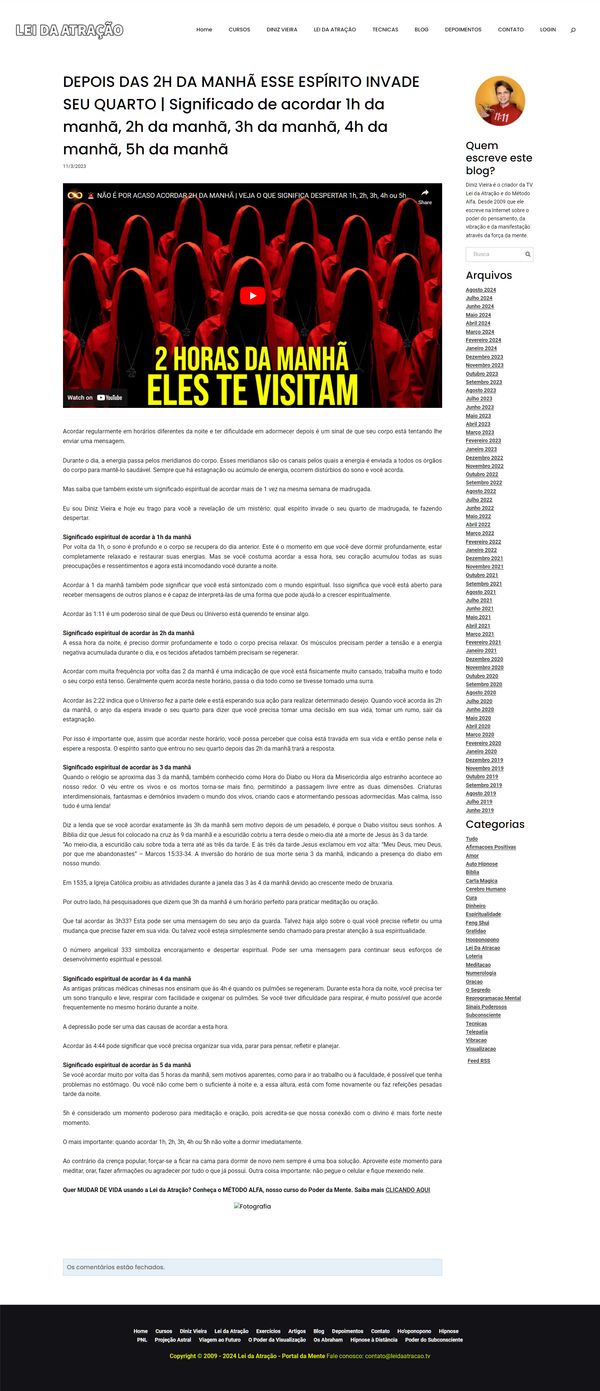 LEI DA ATRAÇÃO
Home CURSOS DINIZ VIEIRA LEI DA ATRAÇÃO TECNICAS BLOG DEPOIMENTOS CONTATO LOGIN
DEPOIS DAS 2H DA MANHÃ ESSE ESPÍRITO INVADE
SEU QUARTO | Significado de acordar 1h da
manhã, 2h da manhã, 3h da manhã, 4h da
manhã, 5h da manhã
11/3/2023
NÃO É POR ACASO ACORDAR 2H DA MANHÃ | VEJA O QUE SIGNIFICA DESPERTAR 1h, 2h, 3h, 4h ou 5h
Share
2 HORAS DA MANHÃ
ELES TE VISITAM
Watch on YouTube
Acordar regularmente em horários diferentes da noite e ter dificuldade em adormecer depois é um sinal de que seu corpo está tentando lhe
enviar uma mensagem.
Durante o dia, a energia passa pelos meridianos do corpo. Esses meridianos são os canais pelos quais a energia é enviada a todos os órgãos
do corpo para mantê-lo saudável. Sempre que há estagnação ou acúmulo de energia, ocorrem distúrbios do sono e você acorda.
Mas saiba que também existe um significado espiritual de acordar mais de 1 vez na mesma semana de madrugada.
Eu sou Diniz Vieira e hoje eu trago para você a revelação de um mistério: qual espírito invade o seu quarto de madrugada, te fazendo
despertar.
Significado espiritual de acordar à 1h da manhã
Por volta da 1h, o sono é profundo e o corpo se recupera do dia anterior. Este é o momento em que você deve dormir profundamente, estar
completamente relaxado e restaurar suas energias. Mas se você costuma acordar a essa hora, seu coração acumulou todas as suas
preocupações e ressentimentos e agora está incomodando você durante a noite.
Acordar à 1 da manhã também pode significar que você está sintonizado com o mundo espiritual. Isso significa que você está aberto para
receber mensagens de outros planos e é capaz de interpretá-las de uma forma que pode ajudá-lo a crescer espiritualmente.
Acordar às 1:11 é um poderoso sinal de que Deus ou Universo está querendo te ensinar algo.
Significado espiritual de acordar às 2h da manhã
A essa hora da noite, é preciso dormir profundamente e todo o corpo precisa relaxar. Os músculos precisam perder a tensão e a energia
negativa acumulada durante o dia, e os tecidos afetados também precisam se regenerar.
Acordar com muita frequência por volta das 2 da manhã é uma indicação de que você está fisicamente muito cansado, trabalha muito e todo
o seu corpo está tenso. Geralmente quem acorda neste horário, passa o dia todo como se tivesse tomado uma surra.
Acordar às 2:22 indica que o Universo fez a parte dele e está esperando sua ação para realizar determinado desejo. Quando você acorda às 2h
da manhã, o anjo da espera invade o seu quarto para dizer que você precisa tomar uma decisão em sua vida, tomar um rumo, sair da
estagnação.
Por isso é importante que, assim que acordar neste horário, você possa perceber que coisa está travada em sua vida e então pense nela e
espere a resposta. O espírito santo que entrou no seu quarto depois das 2h da manhã trará a resposta.
Significado espiritual de acordar às 3 da manhã
Quando o relógio se aproxima das 3 da manhã, também conhecido como Hora do Diabo ou Hora da Misericórdia algo estranho acontece ao
nosso redor. O véu entre os vivos e os mortos torna-se mais fino, permitindo a passagem livre entre as duas dimensões. Criaturas
interdimensionais, fantasmas e demônios invadem o mundo dos vivos, criando caos e atormentando pessoas adormecidas. Mas calma, isso
tudo é uma lenda!
Diz a lenda que se você acordar exatamente às 3h da manhã sem motivo depois de um pesadelo, é porque o Diabo visitou seus sonhos. A
Bíblia diz que Jesus foi colocado na cruz às 9 da manhã e a escuridão cobriu a terra desde o meio-dia até a morte de Jesus às 3 da tarde.
"Ao meio-dia, a escuridão caiu sobre toda a terra até as três da tarde. E às três da tarde Jesus exclamou em voz alta: "Meu Deus, meu Deus,
por que me abandonastes" – Marcos 15:33-34. A inversão do horário de sua morte seria 3 da manhã, indicando a presença do diabo em
nosso mundo.
Em 1535, a Igreja Católica proibiu as atividades durante a janela das 3 às 4 da manhã devido ao crescente medo de bruxaria.
Por outro lado, há pesquisadores que dizem que 3h da manhã é um horário perfeito para praticar meditação ou oração.
Que tal acordar às 3h33? Esta pode ser uma mensagem do seu anjo da guarda. Talvez haja algo sobre o qual você precise refletir ou uma
mudança que precise fazer em sua vida. Ou talvez você esteja simplesmente sendo chamado para prestar atenção à sua espiritualidade.
O número angelical 333 simboliza encorajamento e despertar espiritual. Pode ser uma mensagem para continuar seus esforços de
desenvolvimento espiritual e pessoal.
Significado espiritual de acordar às 4 da manhã
As antigas práticas médicas chinesas nos ensinam que às 4h é quando os pulmões se regeneram. Durante esta hora da noite, você precisa ter
um sono tranquilo e leve, respirar com facilidade e oxigenar os pulmões. Se você tiver dificuldade para respirar, é muito possível que acorde
frequentemente no mesmo horário durante a noite.
A depressão pode ser uma das causas de acordar a esta hora.
Acordar às 4:44 pode significar que você precisa organizar sua vida, parar para pensar, refletir e planejar.
Significado espiritual de acordar às 5 da manhã
Se você acordar muito por volta das 5 horas da manhã, sem motivos aparentes, como para ir ao trabalho ou à faculdade, é possível que tenha
problemas no estômago. Ou você não come bem o suficiente à noite e, a essa altura, está com fome novamente ou faz refeições pesadas
tarde da noite.
5h é considerado um momento poderoso para meditação e oração, pois acredita-se que nossa conexão com o divino é mais forte neste
momento.
O mais importante: quando acordar 1h, 2h, 3h, 4h ou 5h não volte a dormir imediatamente.
Ao contrário da crença popular, forçar-se a ficar na cama para dormir de novo nem sempre é uma boa solução. Aproveite este momento para
meditar, orar, fazer afirmações ou agradecer por tudo o que já possui. Outra coisa importante: não pegue o celular e fique mexendo nele.
Quer MUDAR DE VIDA usando a Lei da Atração? Conheça o MÉTODO ALFA, nosso curso do Poder da Mente. Saiba mais CLICANDO AQUI
Fotografia
Os comentários estão fechados.
11:11
Quem
escreve este
blog?
Diniz Vieira é o criador da TV
Lei da Atração e do Método
Alfa. Desde 2009 que ele
escreve na Internet sobre o
poder do pensamento, da
vibração e da manifestação
através da força da mente.
Busca
Arquivos
Agosto 2024
Julho 2024
Junho 2024
Maio 2024
Abril 2024
Março 2024
Fevereiro 2024
Janeiro 2024
Dezembro 2023
Novembro 2023
Outubro 2023
Setembro 2023
Agosto 2023
Julho 2023
Junho 2023
Maio 2023
Abril 2023
Março 2023
Fevereiro 2023
Janeiro 2023
Dezembro 2022
Novembro 2022
Outubro 2022
Setembro 2022
Agosto 2022
Julho 2022
Junho 2022
Maio 2022
Abril 2022
Março 2022
Fevereiro 2022
Janeiro 2022
Dezembro 2021
Novembro 2021
Outubro 2021
Setembro 2021
Agosto 2021
Julho 2021
Junho 2021
Maio 2021
Abril 2021
Março 2021
Fevereiro 2021
Janeiro 2021
Dezembro 2020
Novembro 2020
Outubro 2020
Setembro 2020
Agosto 2020
Julho 2020
Junho 2020
Maio 2020
Abril 2020
Março 2020
Fevereiro 2020
Janeiro 2020
Dezembro 2019
Novembro 2019
Outubro 2019
Setembro 2019
Agosto 2019
Julho 2019
Junho 2019
Categorias
Tudo
Afirmacoes Positivas
Amor
Auto Hipnose
Bíblia
Carta Magica
Cerebro Humano
Cura
Dinheiro
Espiritualidade
Feng Shui
Gratidao
Hooponopono
Lei Da Atracao
Loteria
Meditacao
Numerologia
Oracao
O Segredo
Reprogramacao Mental
Sinais Poderosos
Subconsciente
Tecnicas
Telepatia
Vibracao
Visualizacao
Feed RSS
Home Cursos Diniz Vieira Lei da Atração Exercícios Artigos Blog Depoimentos Contato Ho'oponopono Hipnose
PNL Projeção Astral Viagem ao Futuro O Poder da Visualização Os Abraham Hipnose à Distância Poder do Subconsciente
Copyright © 2009 - 2024 Lei da Atração - Portal da Mente Fale conosco: contato@leidaatracao.tv